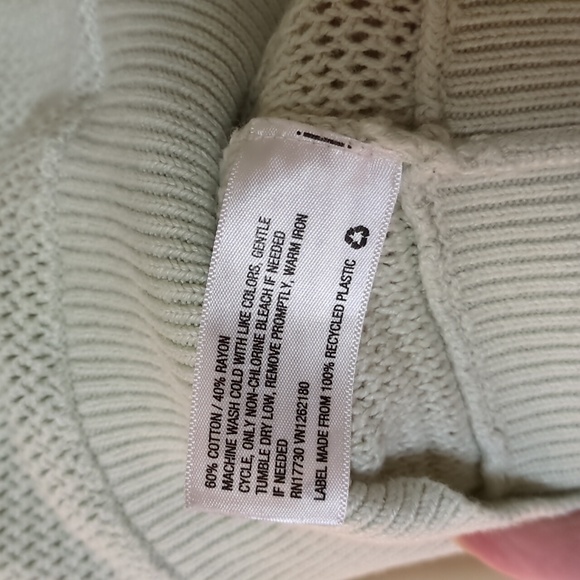 60% COTTON / 40% RAYON
MACHINE WASH COLD WITH LIKE COLORS, GENTLE
CYCLE, ONLY NON-CHLORINE BLEACH IF NEEDED
TUMBLE DRY LOW, REMOVE PROMPTLY, WARM IRON
IF NEEDED
RN17730 VN1262180
LABEL MADE FROM 100% RECYCLED PLASTIC